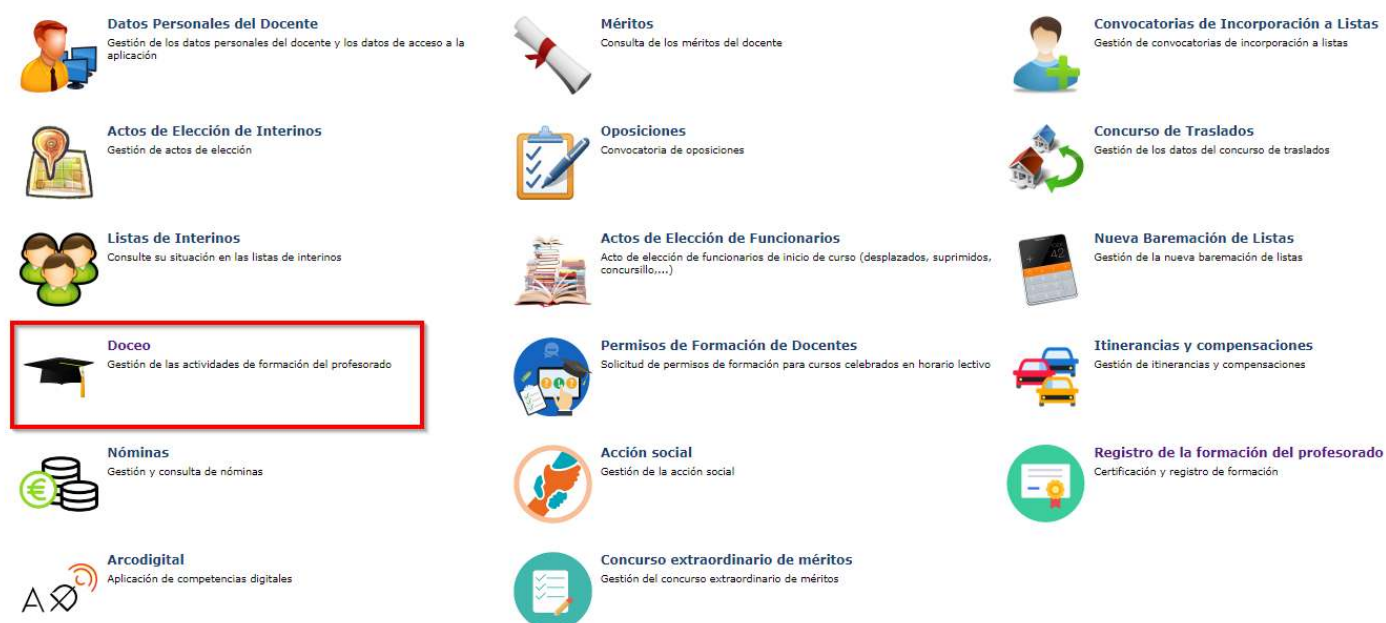 Datos Personales del Docente
Gestión de los datos personales del docente y los datos de acceso a la
aplicación
Méritos
Consulta de los méritos del docente
Convocatorias de Incorporación a Listas
Gestión de convocatorias de incorporación a listas
Actos de Elección de Interinos
Gestión de actos de elección
Oposiciones
Convocatoria de oposiciones
Concurso de Traslados
Gestión de los datos del concurso de traslados
Listas de Interinos
Consulte su situación en las listas de interinos
Actos de Elección de Funcionarios
Acto de elección de funcionarios de inicio de curso (desplazados, suprimidos,
concursillo,...)
Nueva Baremación de Listas
Gestión de la nueva baremación de listas
Doceo
Gestión de las actividades de formación del profesorado
Permisos de Formación de Docentes
Solicitud de permisos de formación para cursos celebrados en horario lectivo
Itinerancias y compensaciones
Gestión de itinerancias y compensaciones
Nóminas
Gestión y consulta de nóminas
Acción social
Gestión de la acción social
Registro de la formación del profesorado
Certificación y registro de formación
Arcodigital
Aplicación de competencias digitales
Concurso extraordinario de méritos
Gestión del concurso extraordinario de méritos